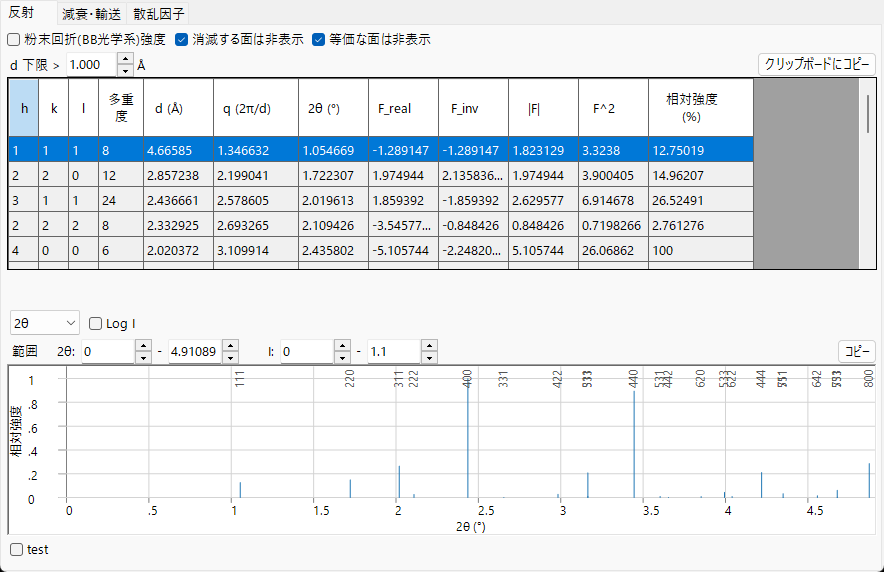 反射 減衰・輸送 散乱因子
粉末回折(BB光学系)強度 消滅する面は非表示 等価な面は非表示
d 下限 > 1.000 Å クリップボードにコピー
h k l 多重度 d (Å) q (2π/d) 2θ (°) F_real F_inv |F| F^2 相対強度 (%)
1 1 1 8 4.66585 1.346632 1.054669 -1.289147 -1.289147 1.823129 3.3238 12.75019
2 2 0 12 2.857238 2.199041 1.722307 1.974944 2.135836... 1.974944 3.900405 14.96207
3 1 1 24 2.436661 2.578605 2.019613 1.859392 -1.859392 2.629577 6.914678 26.52491
2 2 2 8 2.332925 2.693265 2.109426 -3.54577... -0.848426 0.848426 0.7198266 2.761276
4 0 0 6 2.020372 3.109914 2.435802 -5.105744 -2.24820... 5.105744 26.06862 100
2θ Log I
範囲 2θ: 0 - 4.91089 I: 0 - 1.1 コピー
111 220 311 222 400 331 422 440 620 622 444 642 800
1
.8
.6
.4
.2
0
相対強度
0 .5 1 1.5 2 2.5 3 3.5 4 4.5
2θ (°)
test